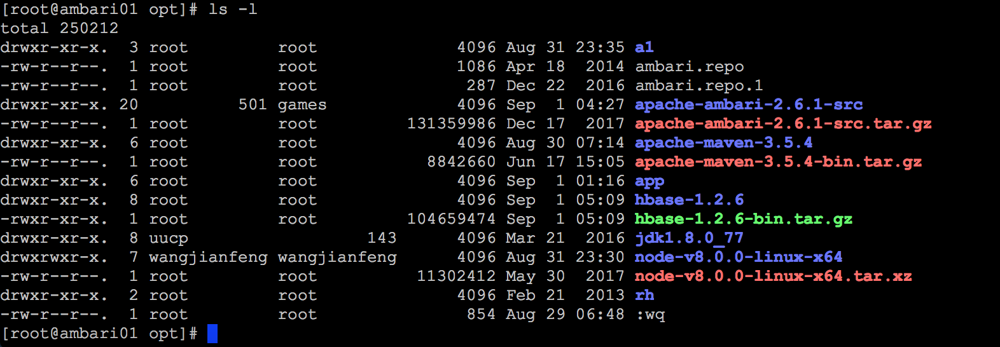 [root@ambari01 opt]# ls -l
total 250212
drwxr-xr-x.  3 root         root              4096 Aug 31 23:35 a1
-rw-r--r--.  1 root         root              1086 Apr 18  2014 ambari.repo
-rw-r--r--.  1 root         root               287 Dec 22  2016 ambari.repo.1
drwxr-xr-x. 20          501 games             4096 Sep  1 04:27 apache-ambari-2.6.1-src
-rw-r--r--.  1 root         root         131359986 Dec 17  2017 apache-ambari-2.6.1-src.tar.gz
drwxr-xr-x.  6 root         root              4096 Aug 30 07:14 apache-maven-3.5.4
-rw-r--r--.  1 root         root           8842660 Jun 17 15:05 apache-maven-3.5.4-bin.tar.gz
drwxr-xr-x.  6 root         root              4096 Sep  1 01:16 app
drwxr-xr-x.  8 root         root              4096 Sep  1 05:09 hbase-1.2.6
-rwxr-xr-x.  1 root         root         104659474 Sep  1 05:09 hbase-1.2.6-bin.tar.gz
drwxr-xr-x.  8 uucp                  143      4096 Mar 21  2016 jdk1.8.0_77
drwxrwxr-x.  7 wangjianfeng wangjianfeng      4096 Aug 31 23:30 node-v8.0.0-linux-x64
-rw-r--r--.  1 root         root          11302412 May 30  2017 node-v8.0.0-linux-x64.tar.xz
drwxr-xr-x.  2 root         root              4096 Feb 21  2013 rh
-rw-r--r--.  1 root         root               854 Aug 29 06:48 :wq
[root@ambari01 opt]#